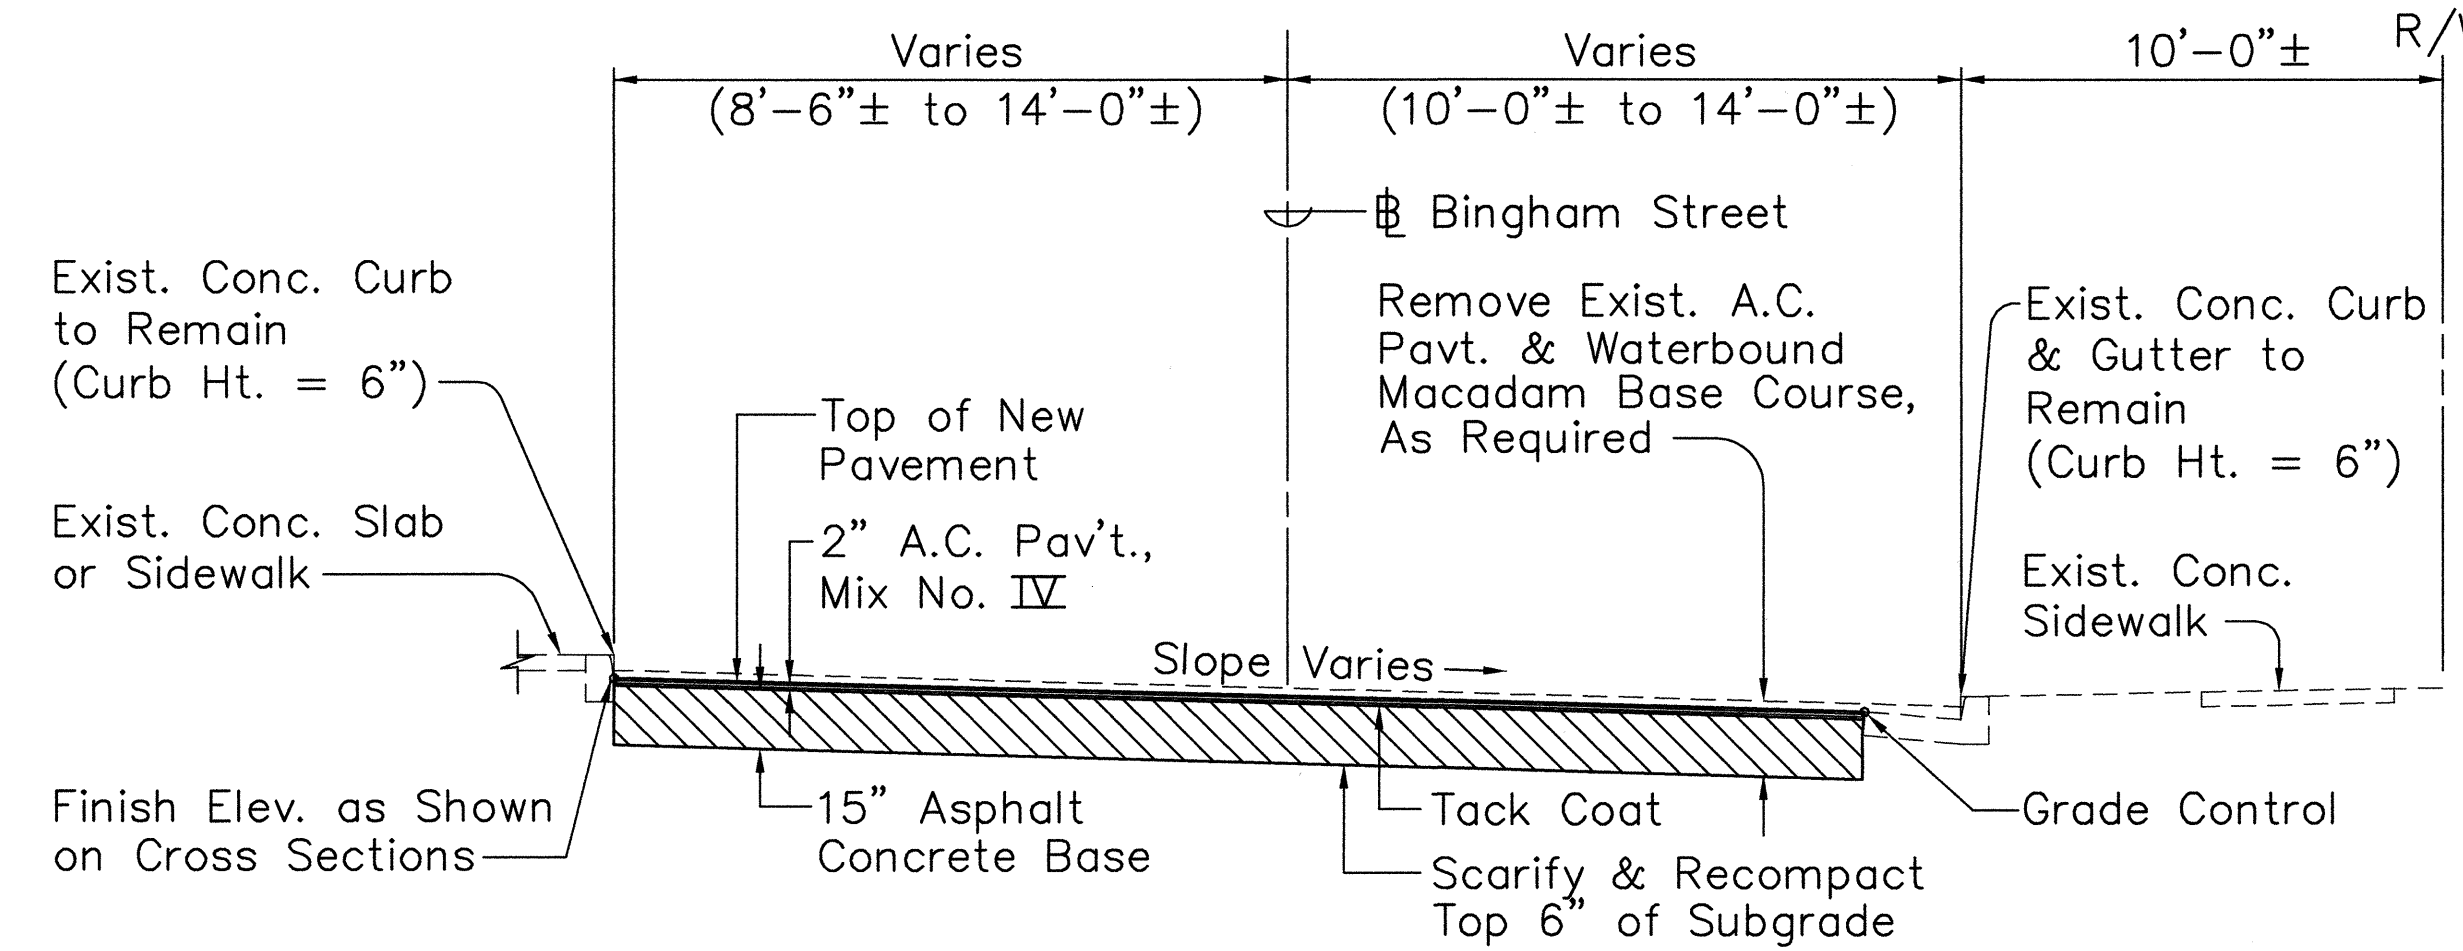 Varies
(8'-6"± to 14'-0"±)
Varies
(10'-0"± to 14'-0"±)
10'-0"±
℄ Bingham Street
Exist. Conc. Curb
to Remain
(Curb Ht. = 6")
Exist. Conc. Slab
or Sidewalk
Top of New
Pavement
2" A.C. Pav't.,
Mix No. IV
Remove Exist. A.C.
Pavt. & Waterbound
Macadam Base Course,
As Required
Exist. Conc. Curb
& Gutter to
Remain
(Curb Ht. = 6")
Exist. Conc.
Sidewalk
Slope Varies
Finish Elev. as Shown
on Cross Sections
15" Asphalt
Concrete Base
Tack Coat
Scarify & Recompact
Top 6" of Subgrade
Grade Control